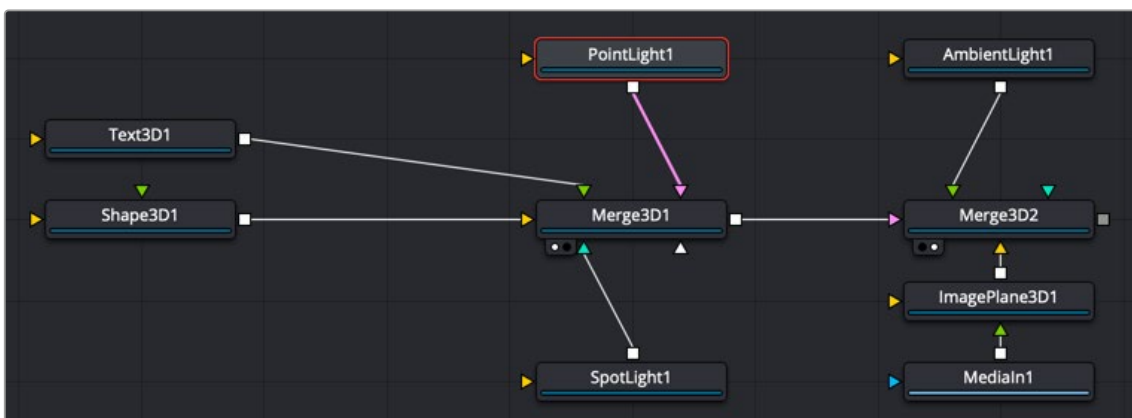 PointLight1
AmbientLight1
Text3D1
Shape3D1
Merge3D1
Merge3D2
ImagePlane3D1
SpotLight1
MediaIn1